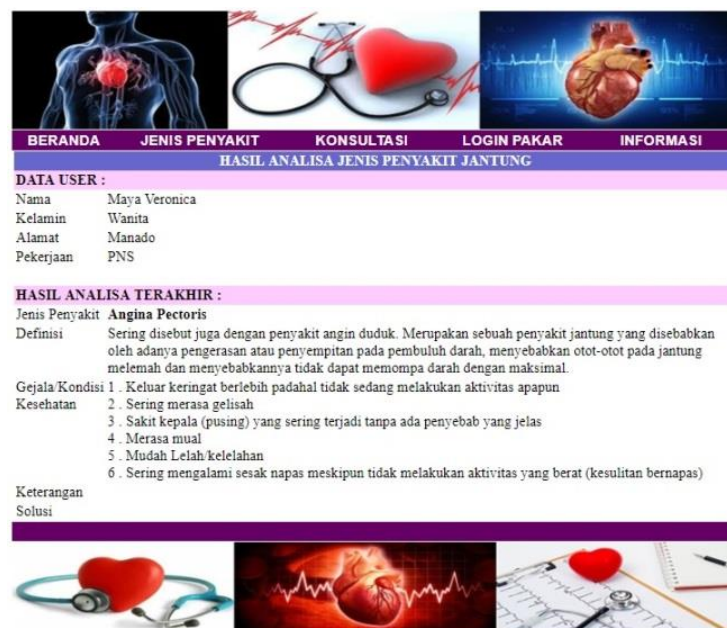 BERANDA JENIS PENYAKIT KONSULTASI LOGIN PAKAR INFORMASI
HASIL ANALISA JENIS PENYAKIT JANTUNG
DATA USER :
Nama Maya Veronica
Kelamin Wanita
Alamat Manado
Pekerjaan PNS
HASIL ANALISA TERAKHIR :
Jenis Penyakit Angina Pectoris
Definisi Sering disebut juga dengan penyakit angin duduk. Merupakan sebuah penyakit jantung yang disebabkan
oleh adanya pengerasan atau penyempitan pada pembuluh darah, menyebabkan otot-otot pada jantung
melemah dan menyebabkannya tidak dapat memompa darah dengan maksimal.
Gejala/Kondisi 1 . Keluar keringat berlebih padahal tidak sedang melakukan aktivitas apapun
Kesehatan 2 . Sering merasa gelisah
3 . Sakit kepala (pusing) yang sering terjadi tanpa ada penyebab yang jelas
4 . Merasa mual
5 . Mudah Lelah/kelelahan
6 . Sering mengalami sesak napas meskipun tidak melakukan aktivitas yang berat (kesulitan bernapas)
Keterangan
Solusi